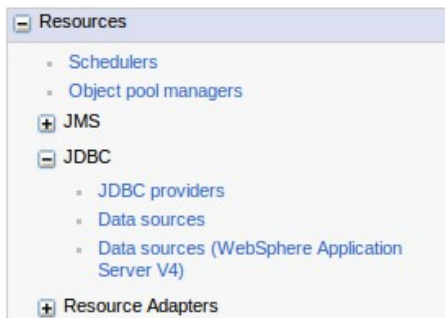 Resources
Schedulers
Object pool managers
JMS
JDBC
JDBC providers
Data sources
Data sources (WebSphere Application
Server V4)
Resource Adapters